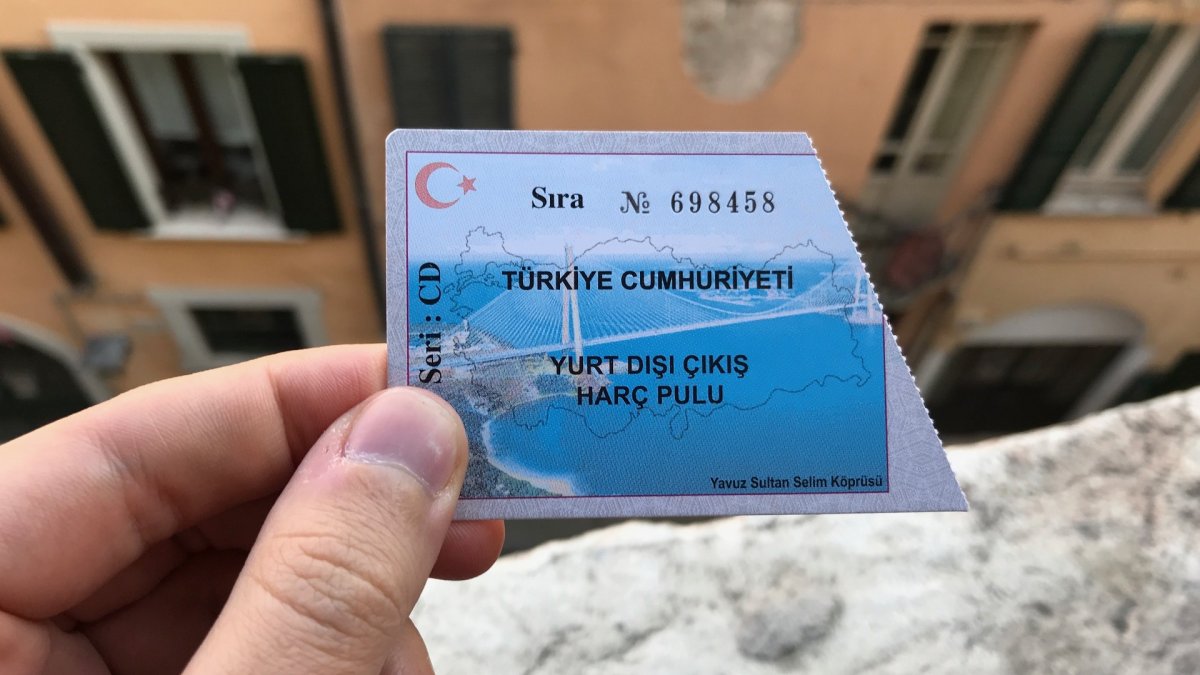 Sıra № 698458
Seri : CD
TÜRKİYE CUMHURİYETİ
YURT DIŞI ÇIKIŞ
HARÇ PULU
Yavuz Sultan Selim Köprüsü